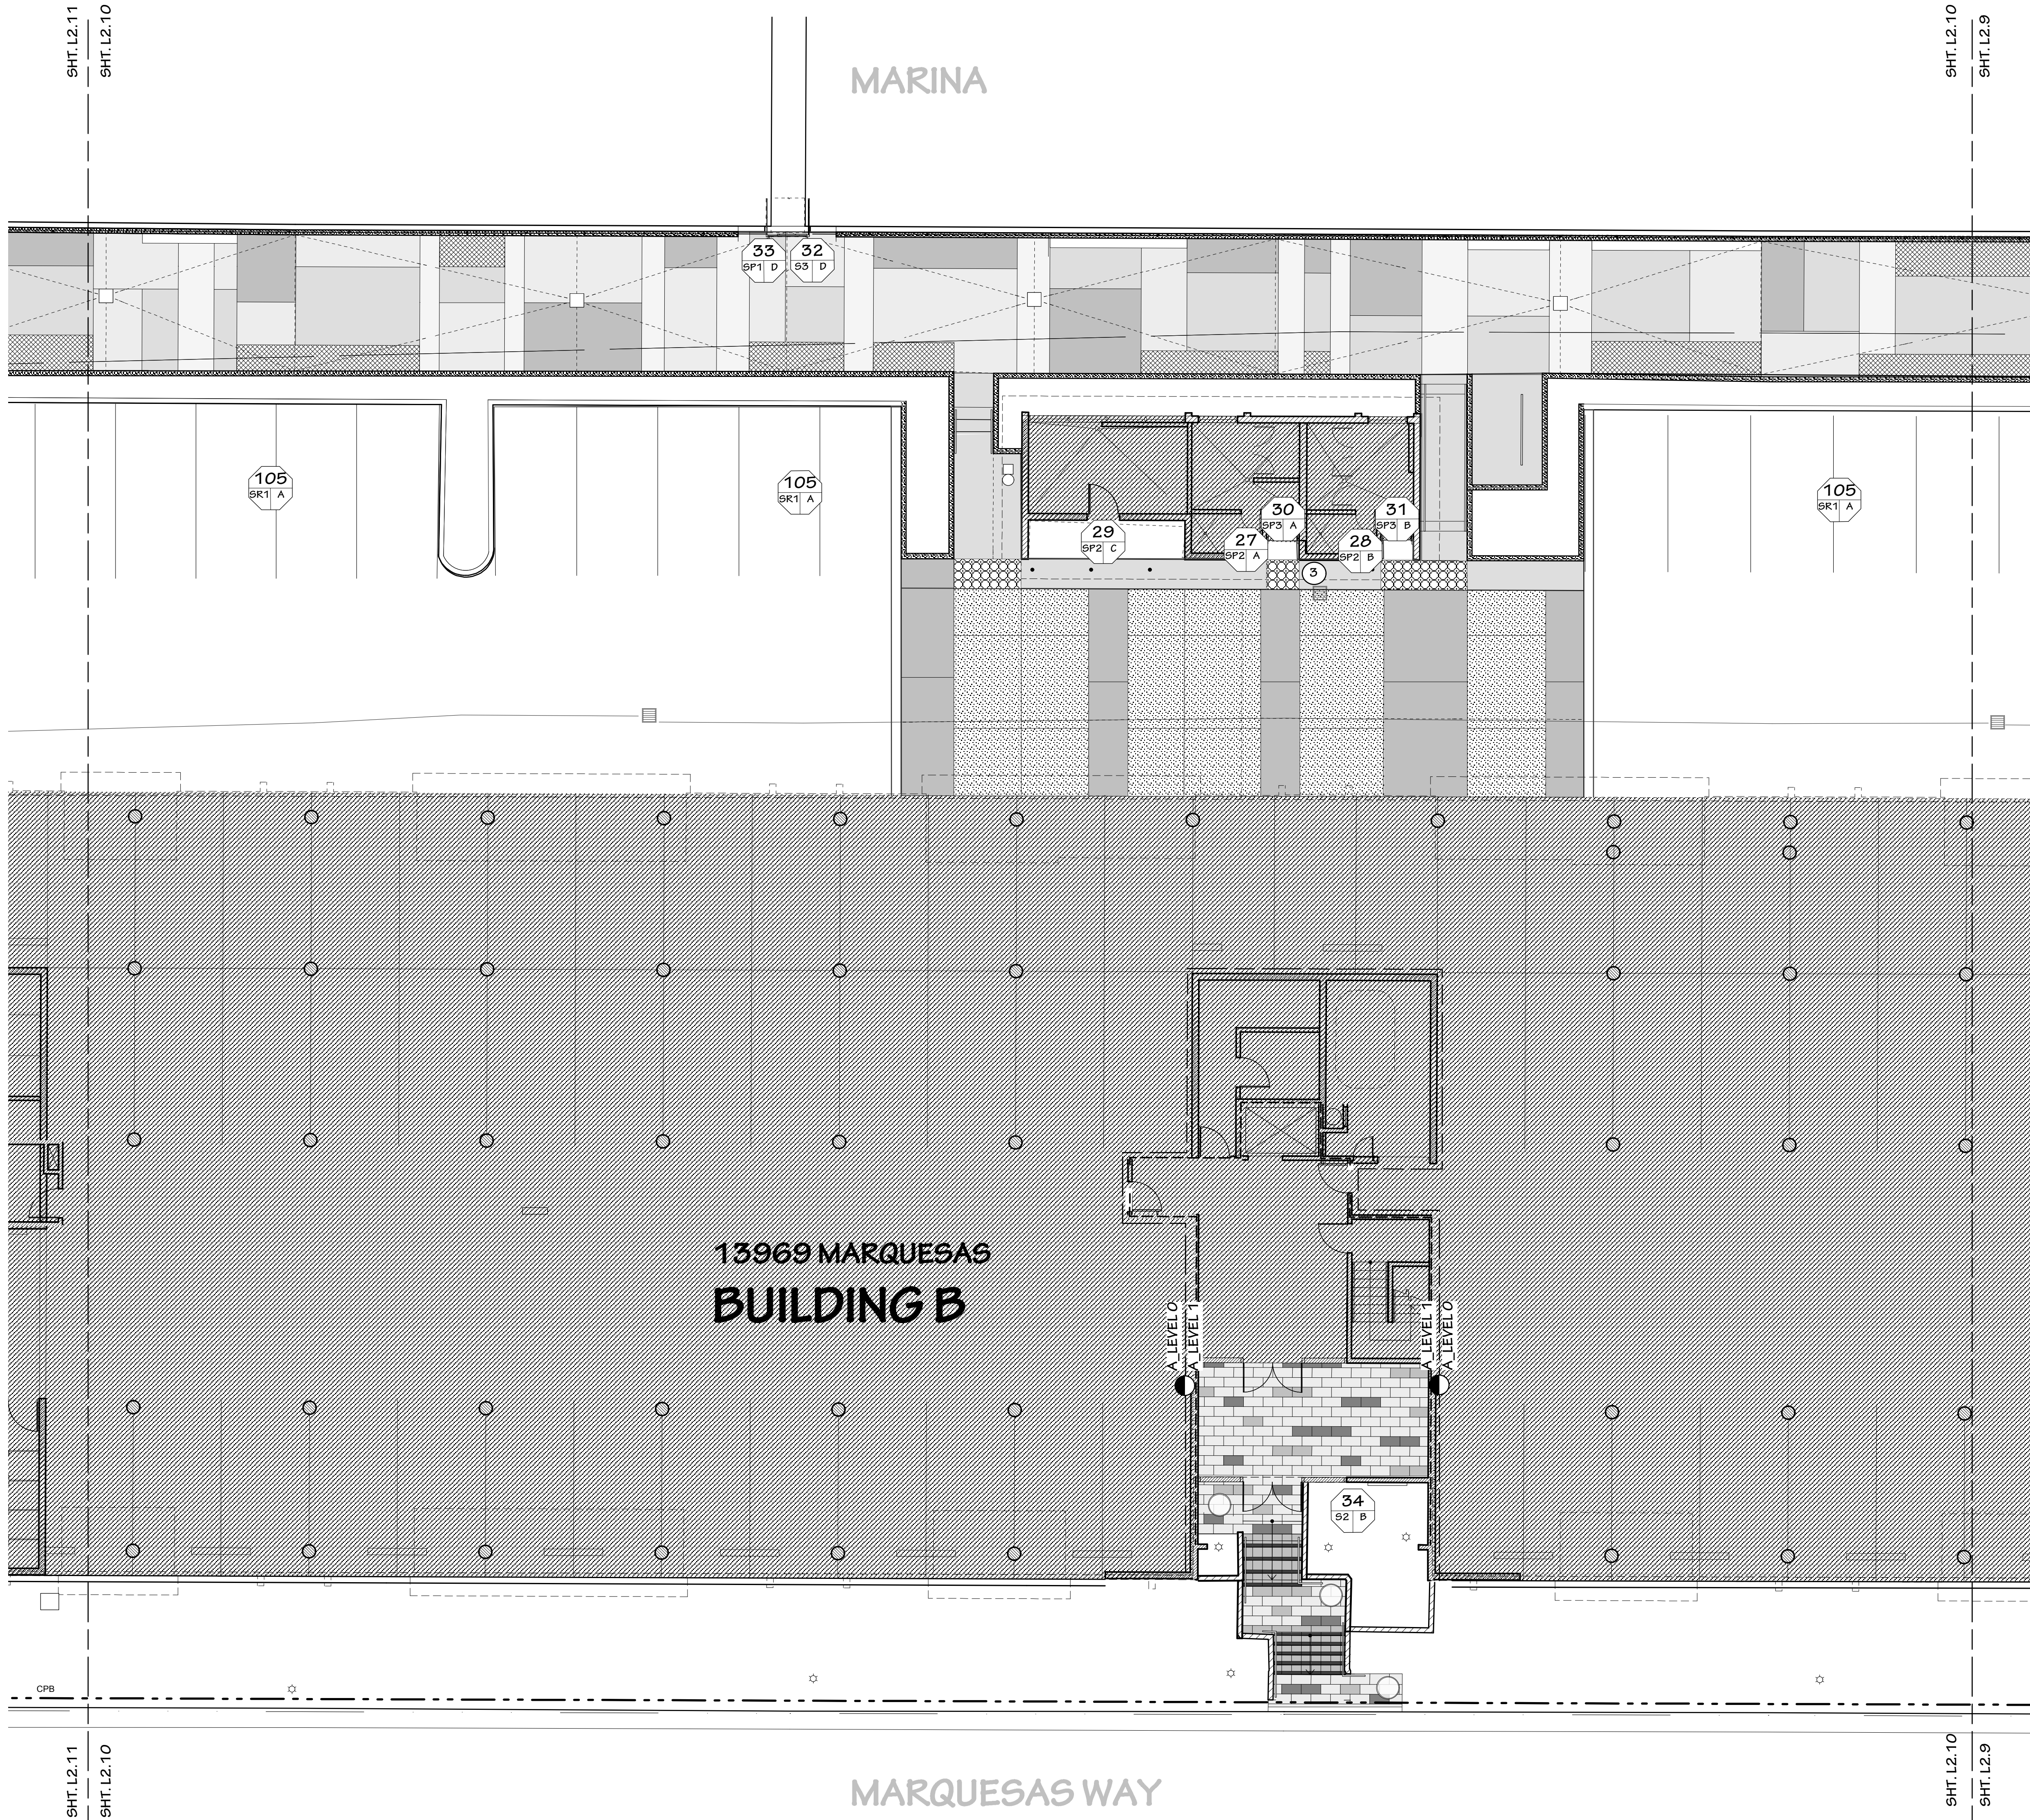 SHT. L2.11
SHT. L2.10
SHT. L2.10
SHT. L2.9
MARINA
33
SP1 D
32
S3 D
105
SR1 A
105
SR1 A
105
SR1 A
29
SP2 C
27
SP2 A
30
SP3 A
28
SP2 B
31
SP3 B
3
13969 MARQUESAS
BUILDING B
A_LEVEL 0
A_LEVEL 1
A_LEVEL 1
A_LEVEL 0
34
S2 B
CPB
SHT. L2.11
SHT. L2.10
SHT. L2.10
SHT. L2.9
MARQUESAS WAY